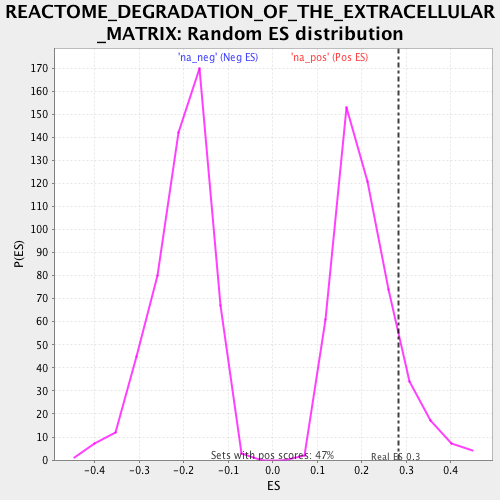 REACTOME_DEGRADATION_OF_THE_EXTRACELLULAR
_MATRIX: Random ES distribution
'na_neg' (Neg ES) 'na_pos' (Pos ES)
170
160
150
140
130
120
110
100
90
80
70
60
50
40
30
20
10
0
P(ES)
Sets with pos scores: 47%
Real ES 0.3
-0.4 -0.3 -0.2 -0.1 0.0 0.1 0.2 0.3 0.4
ES